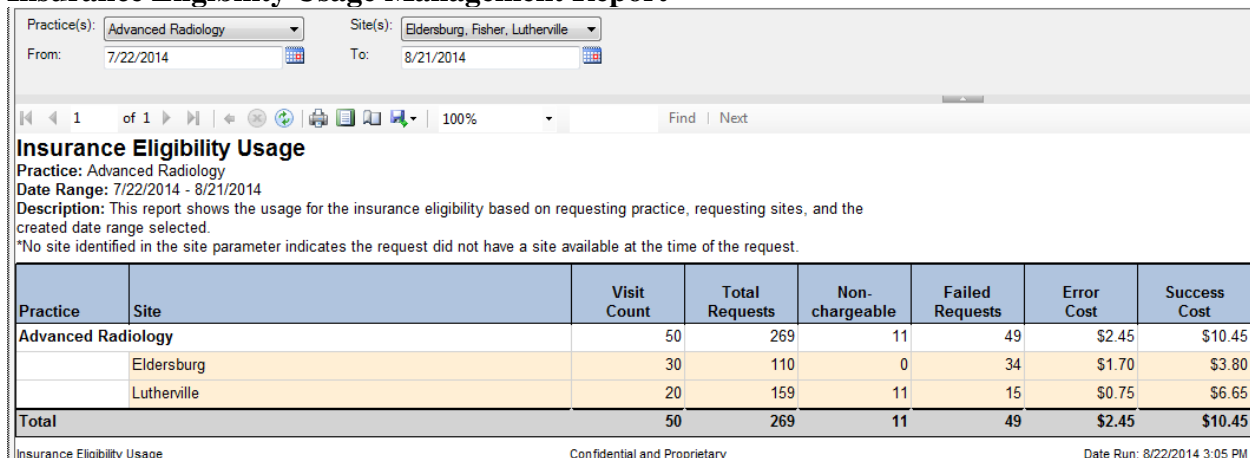 Insurance Eligibility Usage Management Report
Practice(s): Advanced Radiology Site(s): Eldersburg, Fisher, Lutherville
From: 7/22/2014 To: 8/21/2014
1 of 1 100% Find | Next
Insurance Eligibility Usage
Practice: Advanced Radiology
Date Range: 7/22/2014 - 8/21/2014
Description: This report shows the usage for the insurance eligibility based on requesting practice, requesting sites, and the
created date range selected.
*No site identified in the site parameter indicates the request did not have a site available at the time of the request.
Practice Site Visit Count Total Requests Non-chargeable Failed Requests Error Cost Success Cost
Advanced Radiology 50 269 11 49 $2.45 $10.45
Eldersburg 30 110 0 34 $1.70 $3.80
Lutherville 20 159 11 15 $0.75 $6.65
Total 50 269 11 49 $2.45 $10.45
Insurance Eligibility Usage Confidential and Proprietary Date Run: 8/22/2014 3:05 PM